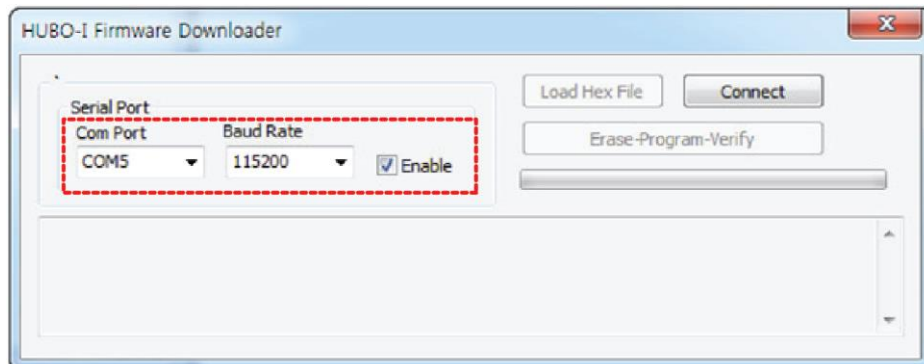 HUBO-I Firmware Downloader
Serial Port
Com Port Baud Rate
COM5 115200 Enable
Load Hex File Connect
Erase-Program-Verify